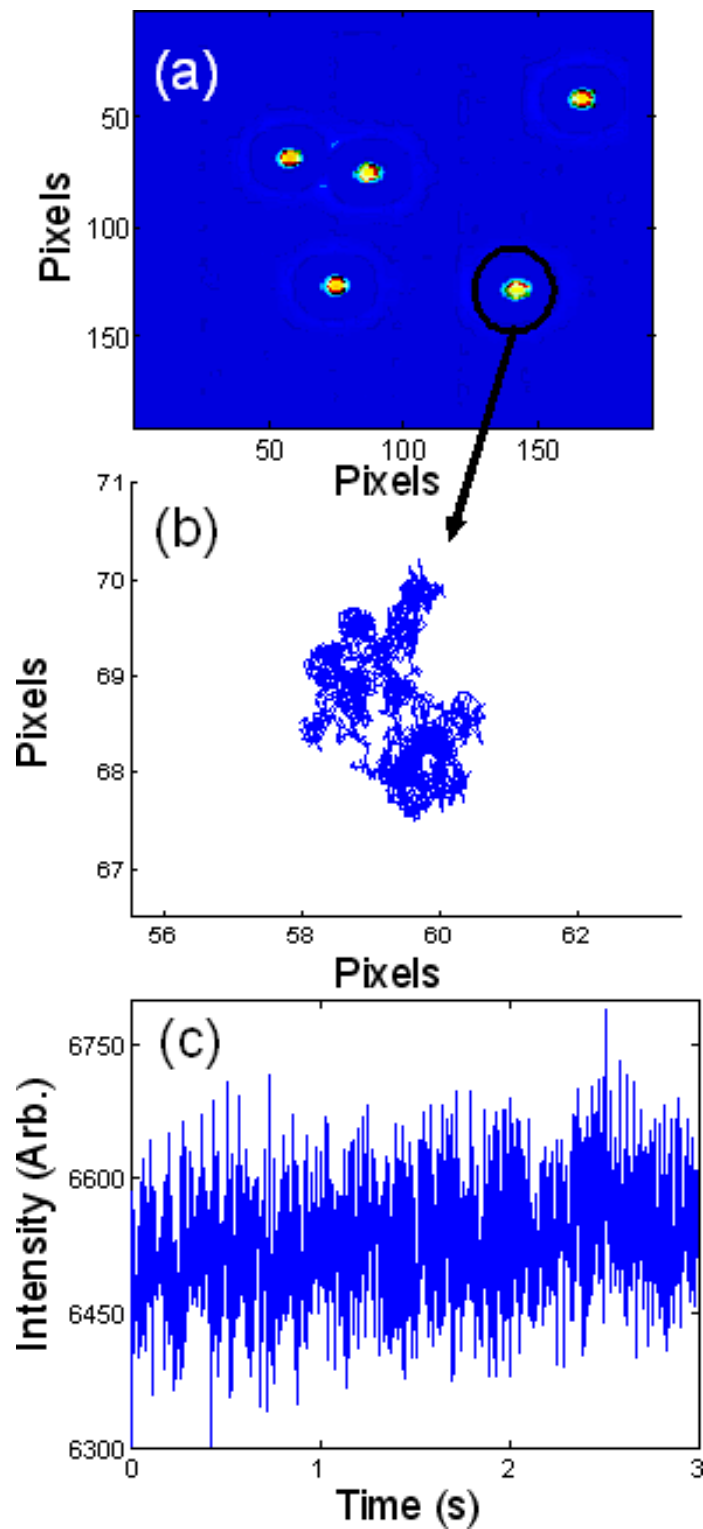 (a)
Pixels
50
100
150
50 100 150
Pixels
(b)
Pixels
71
70
69
68
67
56 58 60 62
Pixels
(c)
Intensity (Arb.)
6750
6600
6450
6300
0 1 2 3
Time (s)